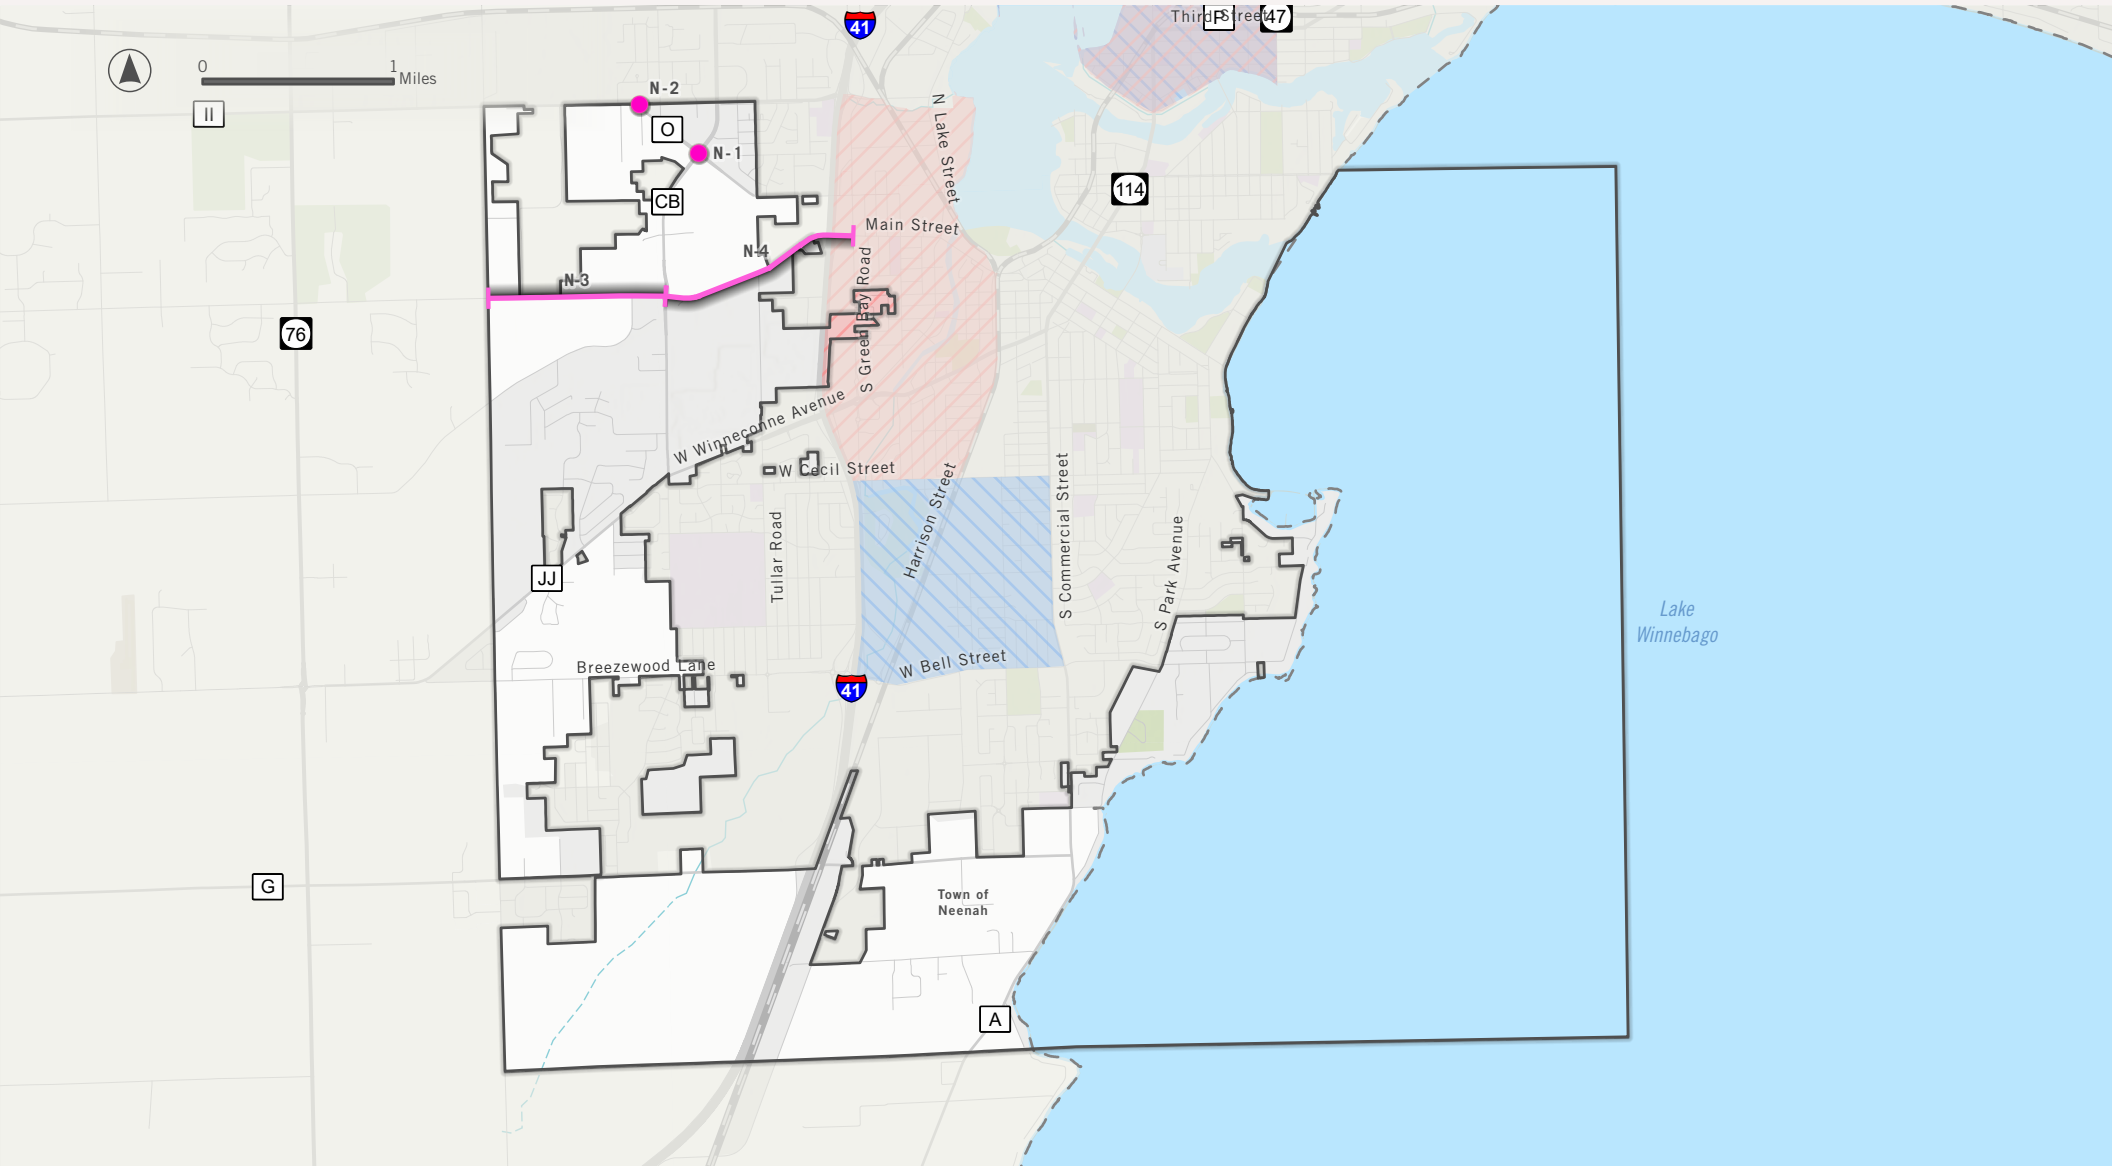 Third Street
P
47
41
0 1
Miles
II
N-2
O
N-1
N Lake Street
114
CB
Main Street
N-4
N-3
S Green Bay Road
76
W Winneconne Avenue
W Cecil Street
Harrison Street
S Commercial Street
Tullar Road
S Park Avenue
JJ
Lake
Winnebago
W Bell Street
Breezewood Lane
41
G
Town of
Neenah
A